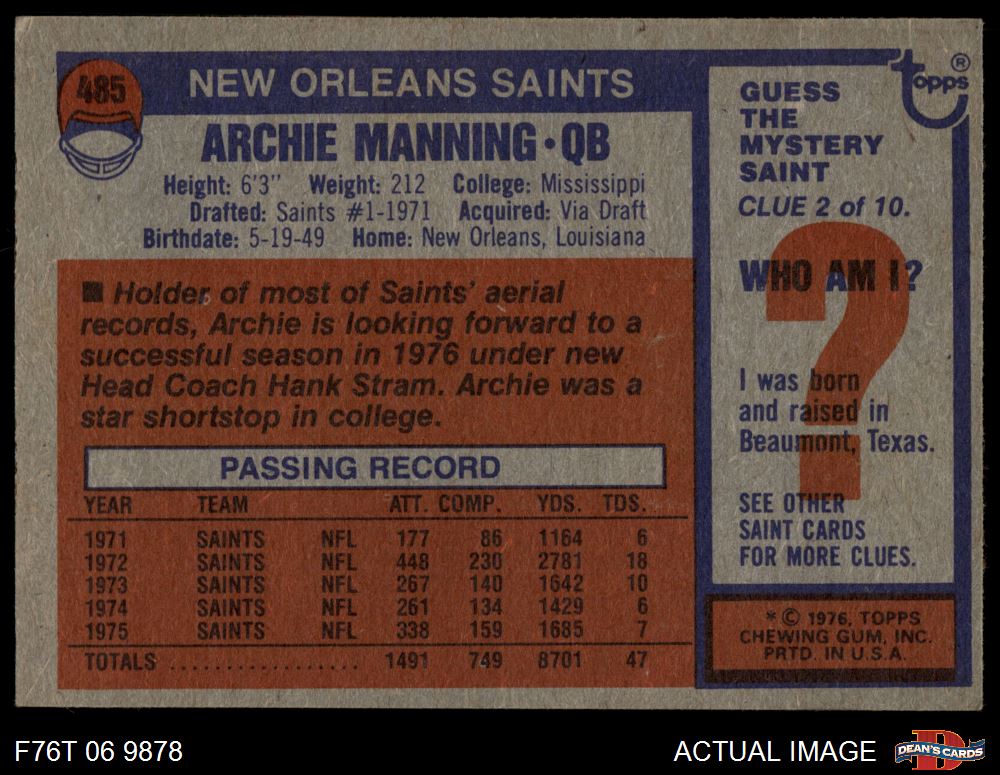 485
NEW ORLEANS SAINTS
ARCHIE MANNING • QB
Height: 6'3" Weight: 212 College: Mississippi
Drafted: Saints #1-1971 Acquired: Via Draft
Birthdate: 5-19-49 Home: New Orleans, Louisiana
■ Holder of most of Saints' aerial
records, Archie is looking forward to a
successful season in 1976 under new
Head Coach Hank Stram. Archie was a
star shortstop in college.
PASSING RECORD
YEAR TEAM ATT. COMP. YDS. TDS.
1971 SAINTS NFL 177 86 1164 6
1972 SAINTS NFL 448 230 2781 18
1973 SAINTS NFL 267 140 1642 10
1974 SAINTS NFL 261 134 1429 6
1975 SAINTS NFL 338 159 1685 7
TOTALS .................. 1491 749 8701 47
topps ®
GUESS
THE
MYSTERY
SAINT
CLUE 2 of 10.
WHO AM I?
?
I was born
and raised in
Beaumont, Texas.
SEE OTHER
SAINT CARDS
FOR MORE CLUES.
* © 1976, TOPPS
CHEWING GUM, INC.
PRTD. IN U.S.A.
F76T 06 9878
ACTUAL IMAGE
D
DEAN'S CARDS